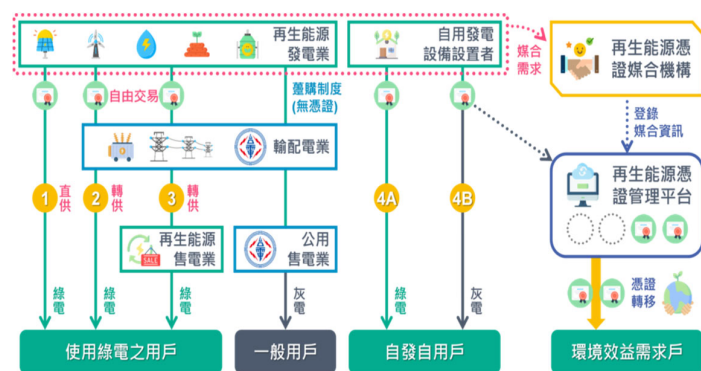 再生能源
發電業
自用發電
設備設置者
媒合
需求
再生能源憑
證媒合機構
自由交易
躉購制度
(無憑證)
登錄
媒合資訊
輸配電業
再生能源憑
證管理平台
1
直供
2
轉供
3
轉供
4A
4B
再生能源
售電業
SALE
公用
售電業
綠電
綠電
綠電
灰電
綠電
灰電
憑證
轉移
使用綠電之用戶
一般用戶
自發自用戶
環境效益需求戶